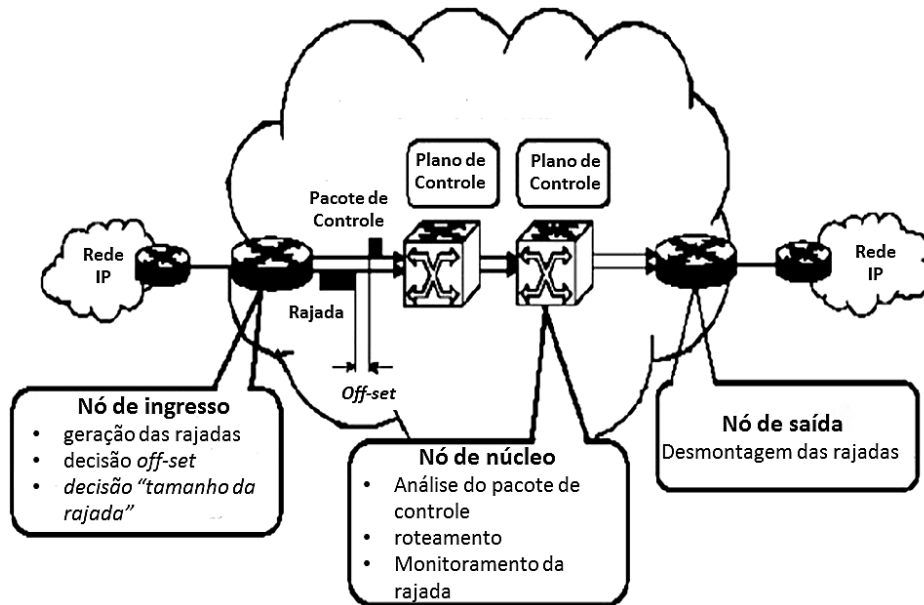 Plano de
Controle
Plano de
Controle
Pacote de
Controle
Rede
IP
Rede
IP
Rajada
Off-set
Nó de ingresso
• geração das rajadas
• decisão off-set
• decisão “tamanho da
rajada”
Nó de núcleo
• Análise do pacote de
controle
• roteamento
• Monitoramento da
rajada
Nó de saída
Desmontagem das rajadas